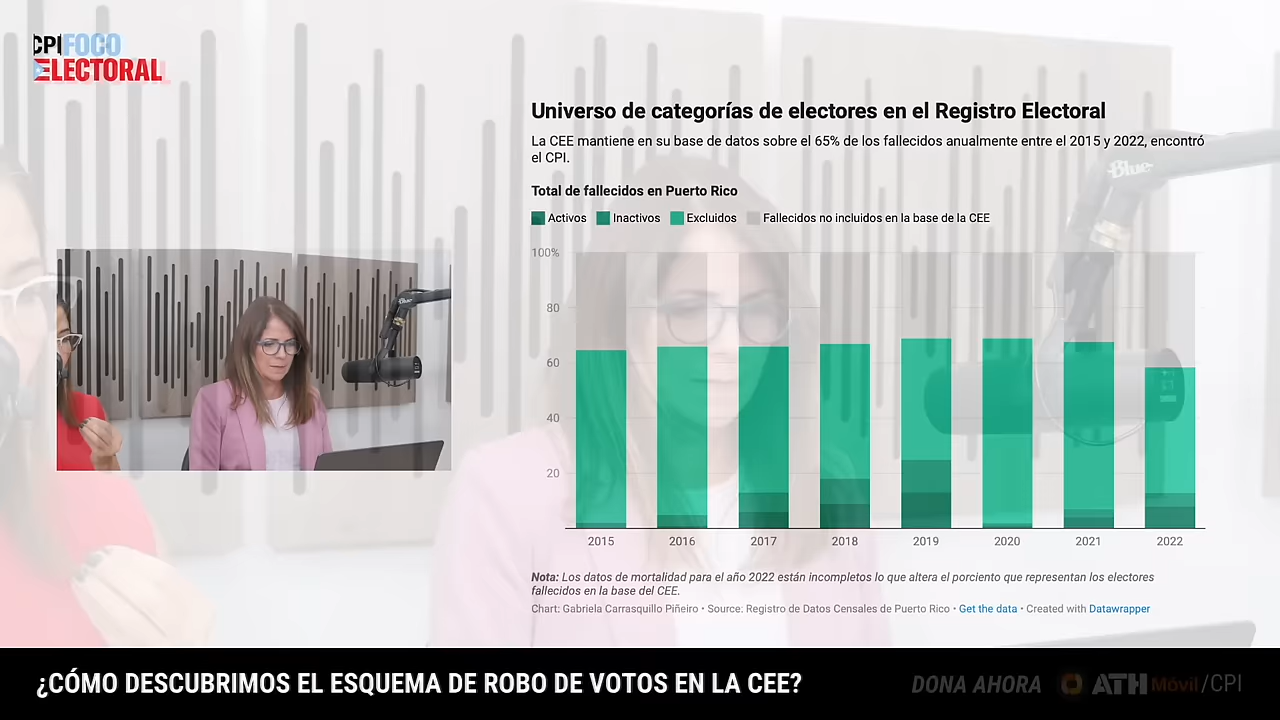 CPI FOCO
ELECTORAL
Universo de categorías de electores en el Registro Electoral
La CEE mantiene en su base de datos sobre el 65% de los fallecidos anualmente entre el 2015 y 2022, encontró
el CPI.
Total de fallecidos en Puerto Rico
Activos Inactivos Excluidos Fallecidos no incluidos en la base de la CEE
100%
80
60
40
20
2015 2016 2017 2018 2019 2020 2021 2022
Nota: Los datos de mortalidad para el año 2022 están incompletos lo que altera el porciento que representan los electores
fallecidos en la base del CEE.
Chart: Gabriela Carrasquillo Piñeiro • Source: Registro de Datos Censales de Puerto Rico • Get the data • Created with Datawrapper
Blue
Blue
¿CÓMO DESCUBRIMOS EL ESQUEMA DE ROBO DE VOTOS EN LA CEE?
DONA AHORA ATH Móvil /CPI